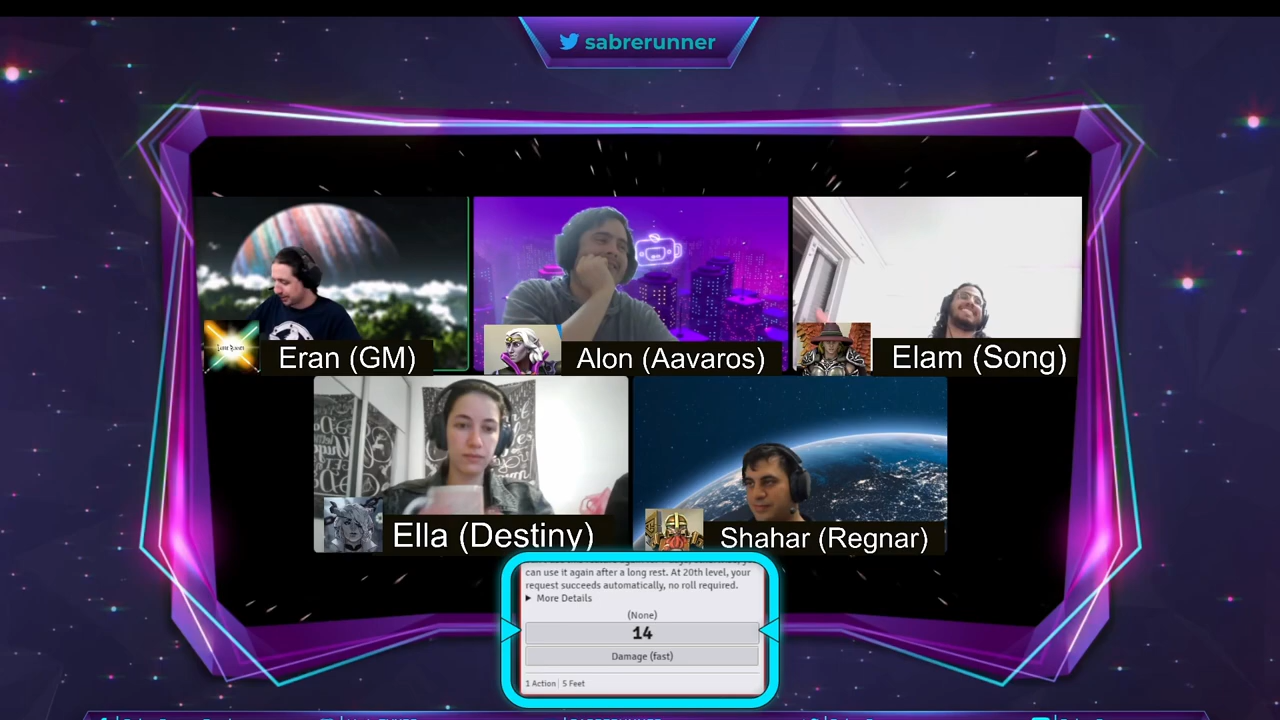 sabrerunner
Eran (GM)
Alon (Aavaros)
Elam (Song)
Ella (Destiny)
Shahar (Regnar)
can use it again after a long rest. At 20th level, your
request succeeds automatically, no roll required.
▶ More Details
(None)
14
Damage (fast)
1 Action | 5 Feet